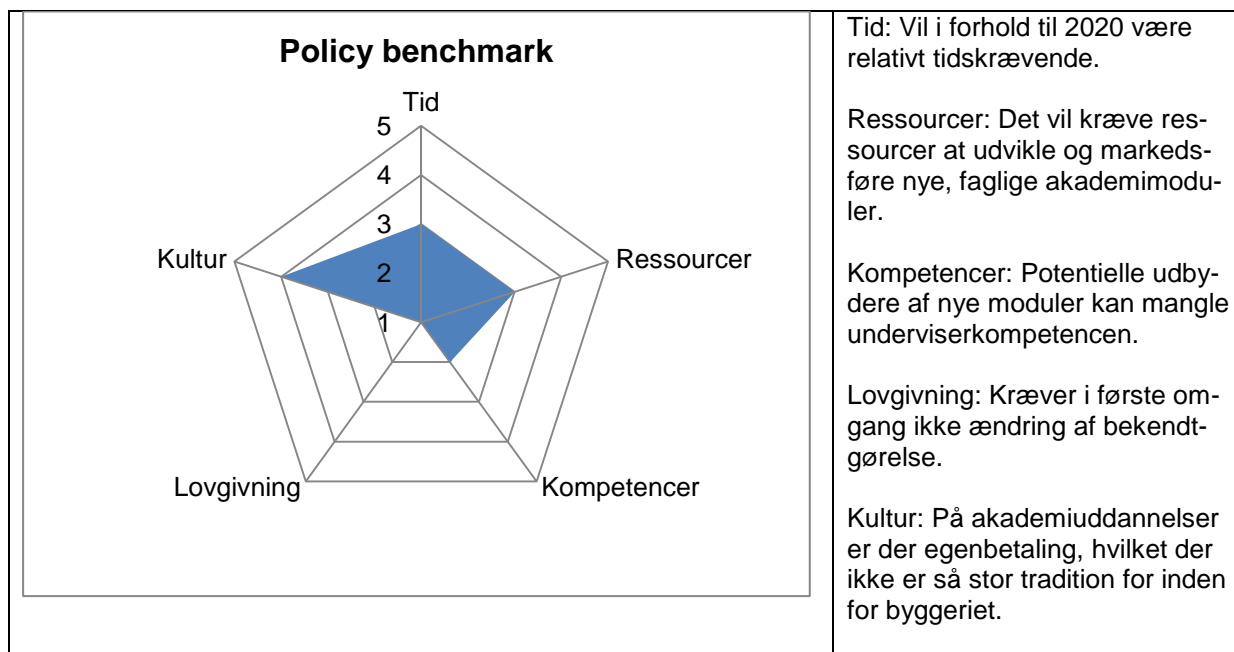 Policy benchmark
Tid
5
4
3
2
1
Kultur
Ressourcer
Lovgivning
Kompetencer
Tid: Vil i forhold til 2020 være
relativt tidskrævende.
Ressourcer: Det vil kræve res-
sourcer at udvikle og markeds-
føre nye, faglige akademimodu-
ler.
Kompetencer: Potentielle udby-
dere af nye moduler kan mangle
underviserkompetencen.
Lovgivning: Kræver i første om-
gang ikke ændring af bekendt-
gørelse.
Kultur: På akademiuddannelser
er der egenbetaling, hvilket der
ikke er så stor tradition for inden
for byggeriet.